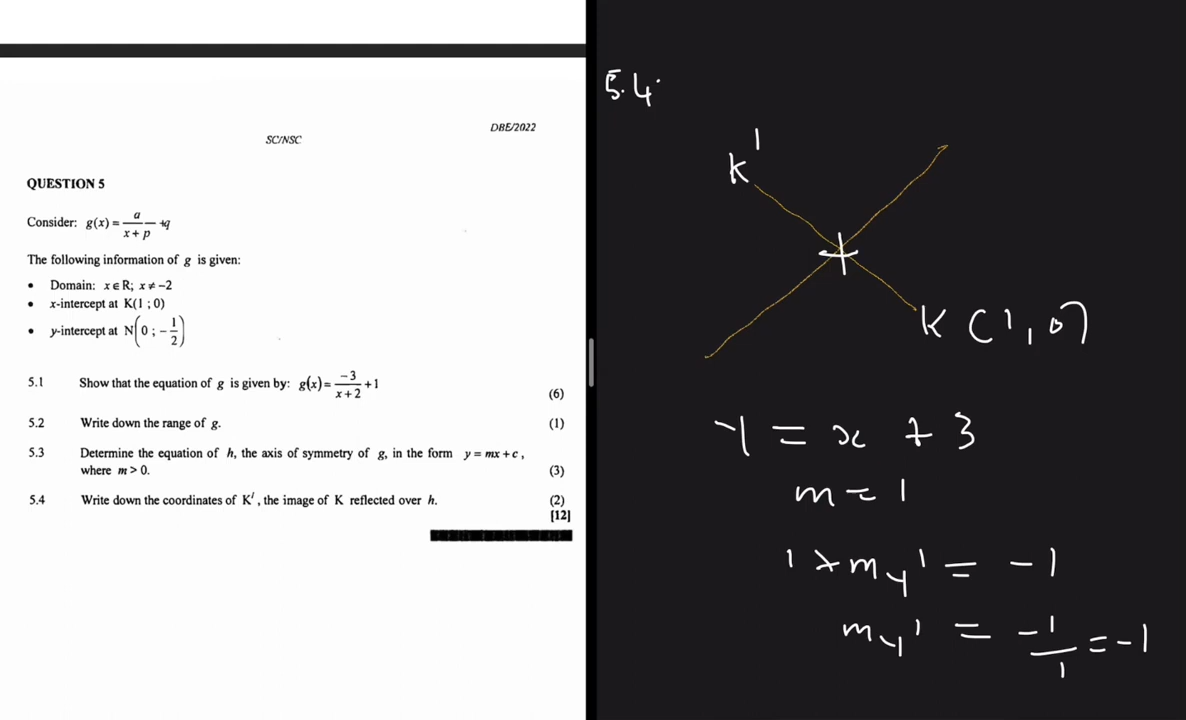 SC/NSC
DBE/2022
QUESTION 5
Consider: g(x) = a/(x + p) + q
The following information of g is given:
• Domain: x ∈ R; x ≠ −2
• x-intercept at K(1 ; 0)
• y-intercept at N(0 ; −1/2)
5.1 Show that the equation of g is given by: g(x) = −3/(x + 2) + 1 (6)
5.2 Write down the range of g. (1)
5.3 Determine the equation of h, the axis of symmetry of g, in the form y = mx + c,
where m > 0. (3)
5.4 Write down the coordinates of K′, the image of K reflected over h. (2)
[12]
5.4.
K'
K (1, 0)
y = x + 3
m = 1
1 × my' = -1
my' = -1/1 = -1